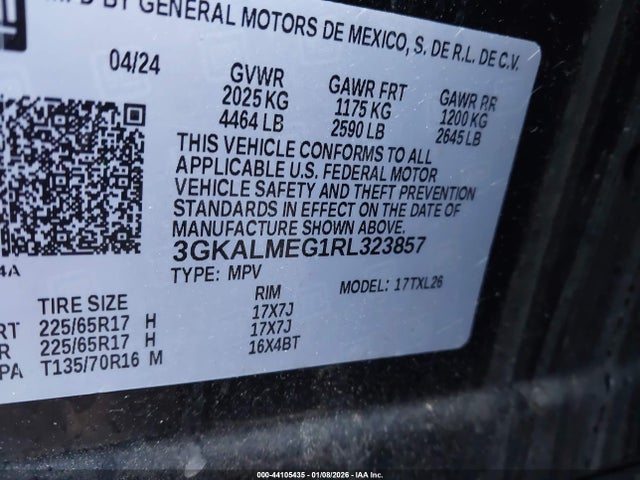 BY GENERAL MOTORS DE MEXICO, S. DE R.L. DE C.V.
04/24 GVWR GAWR FRT GAWR RR
2025 KG 1175 KG 1200 KG
4464 LB 2590 LB 2645 LB
THIS VEHICLE CONFORMS TO ALL
APPLICABLE U.S. FEDERAL MOTOR
VEHICLE SAFETY AND THEFT PREVENTION
STANDARDS IN EFFECT ON THE DATE OF
MANUFACTURE SHOWN ABOVE.
3GKALMEG1RL323857
TYPE: MPV MODEL: 17TXL26
TIRE SIZE RIM
RT 225/65R17 H 17X7J
R 225/65R17 H 17X7J
PA T135/70R16 M 16X4BT
000-44105435 - 01/08/2026 - IAA Inc.